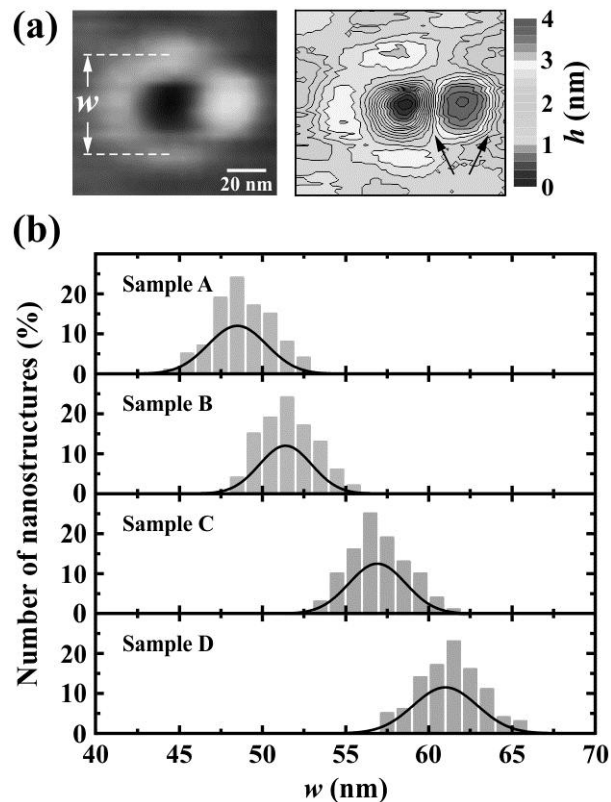 (a)
w
20 nm
4
3
2
1
0
h (nm)
(b)
Number of nanostructures (%)
Sample A
20
10
0
Sample B
20
10
0
Sample C
20
10
0
Sample D
20
10
0
40 45 50 55 60 65 70
w (nm)